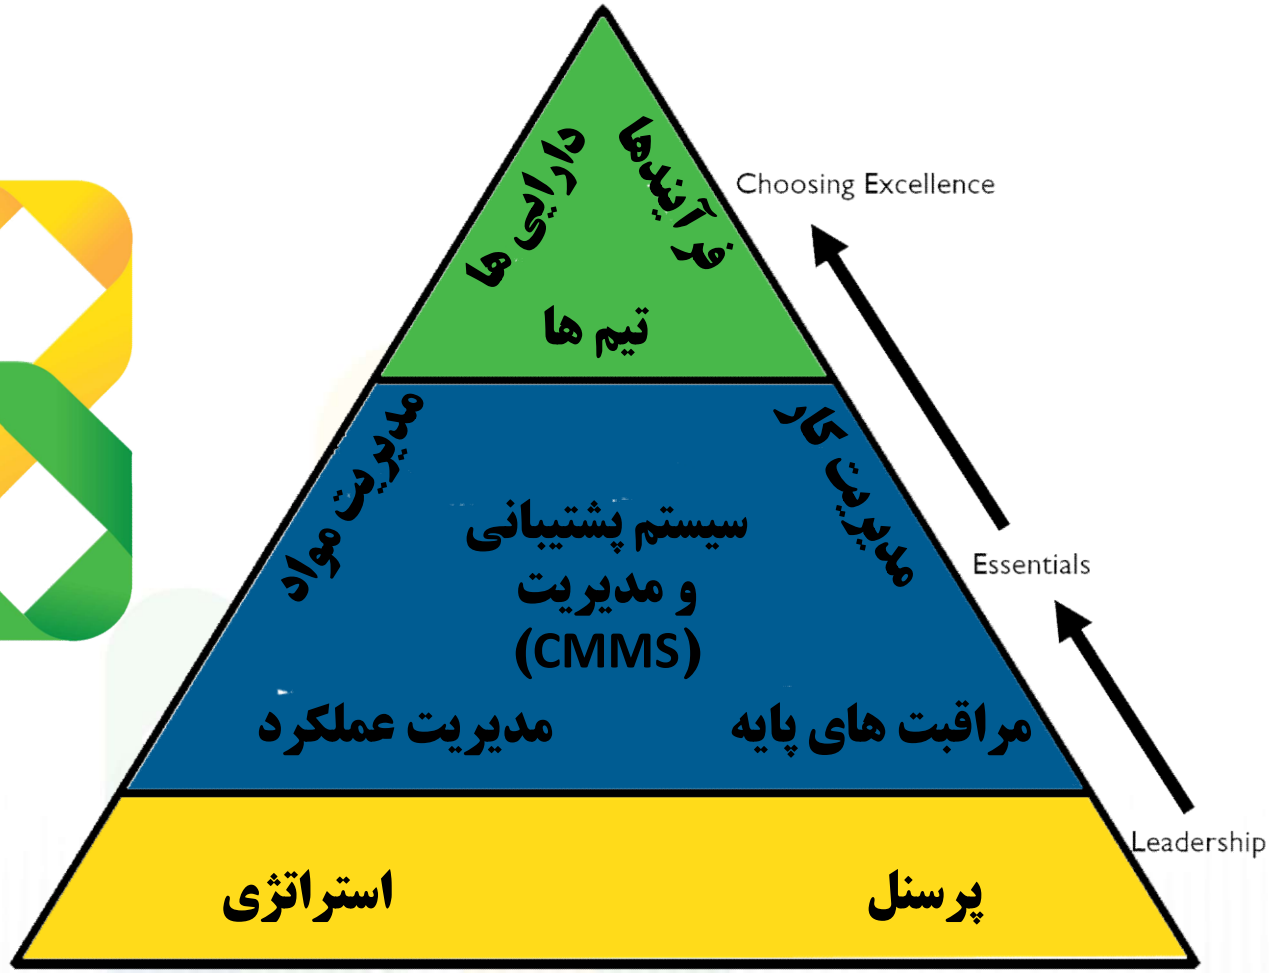 دارایی ها
فرآیندها
Choosing Excellence
تیم ها
مدیریت مواد
مدیریت کار
سیستم پشتیبانی
و مدیریت
(CMMS)
Essentials
مدیریت عملکرد
مراقبت های پایه
Leadership
استراتژی
پرسنل